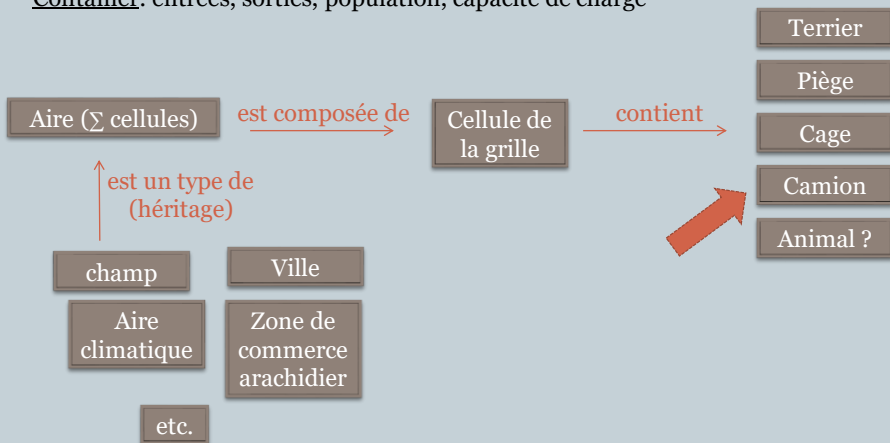 Container: entrées, sorties, population, capacité de charge
Terrier
Piège
Aire (∑ cellules)
est composée de
Cellule de
la grille
contient
Cage
Camion
Animal ?
est un type de
(héritage)
champ
Ville
Aire
climatique
Zone de
commerce
arachidier
etc.